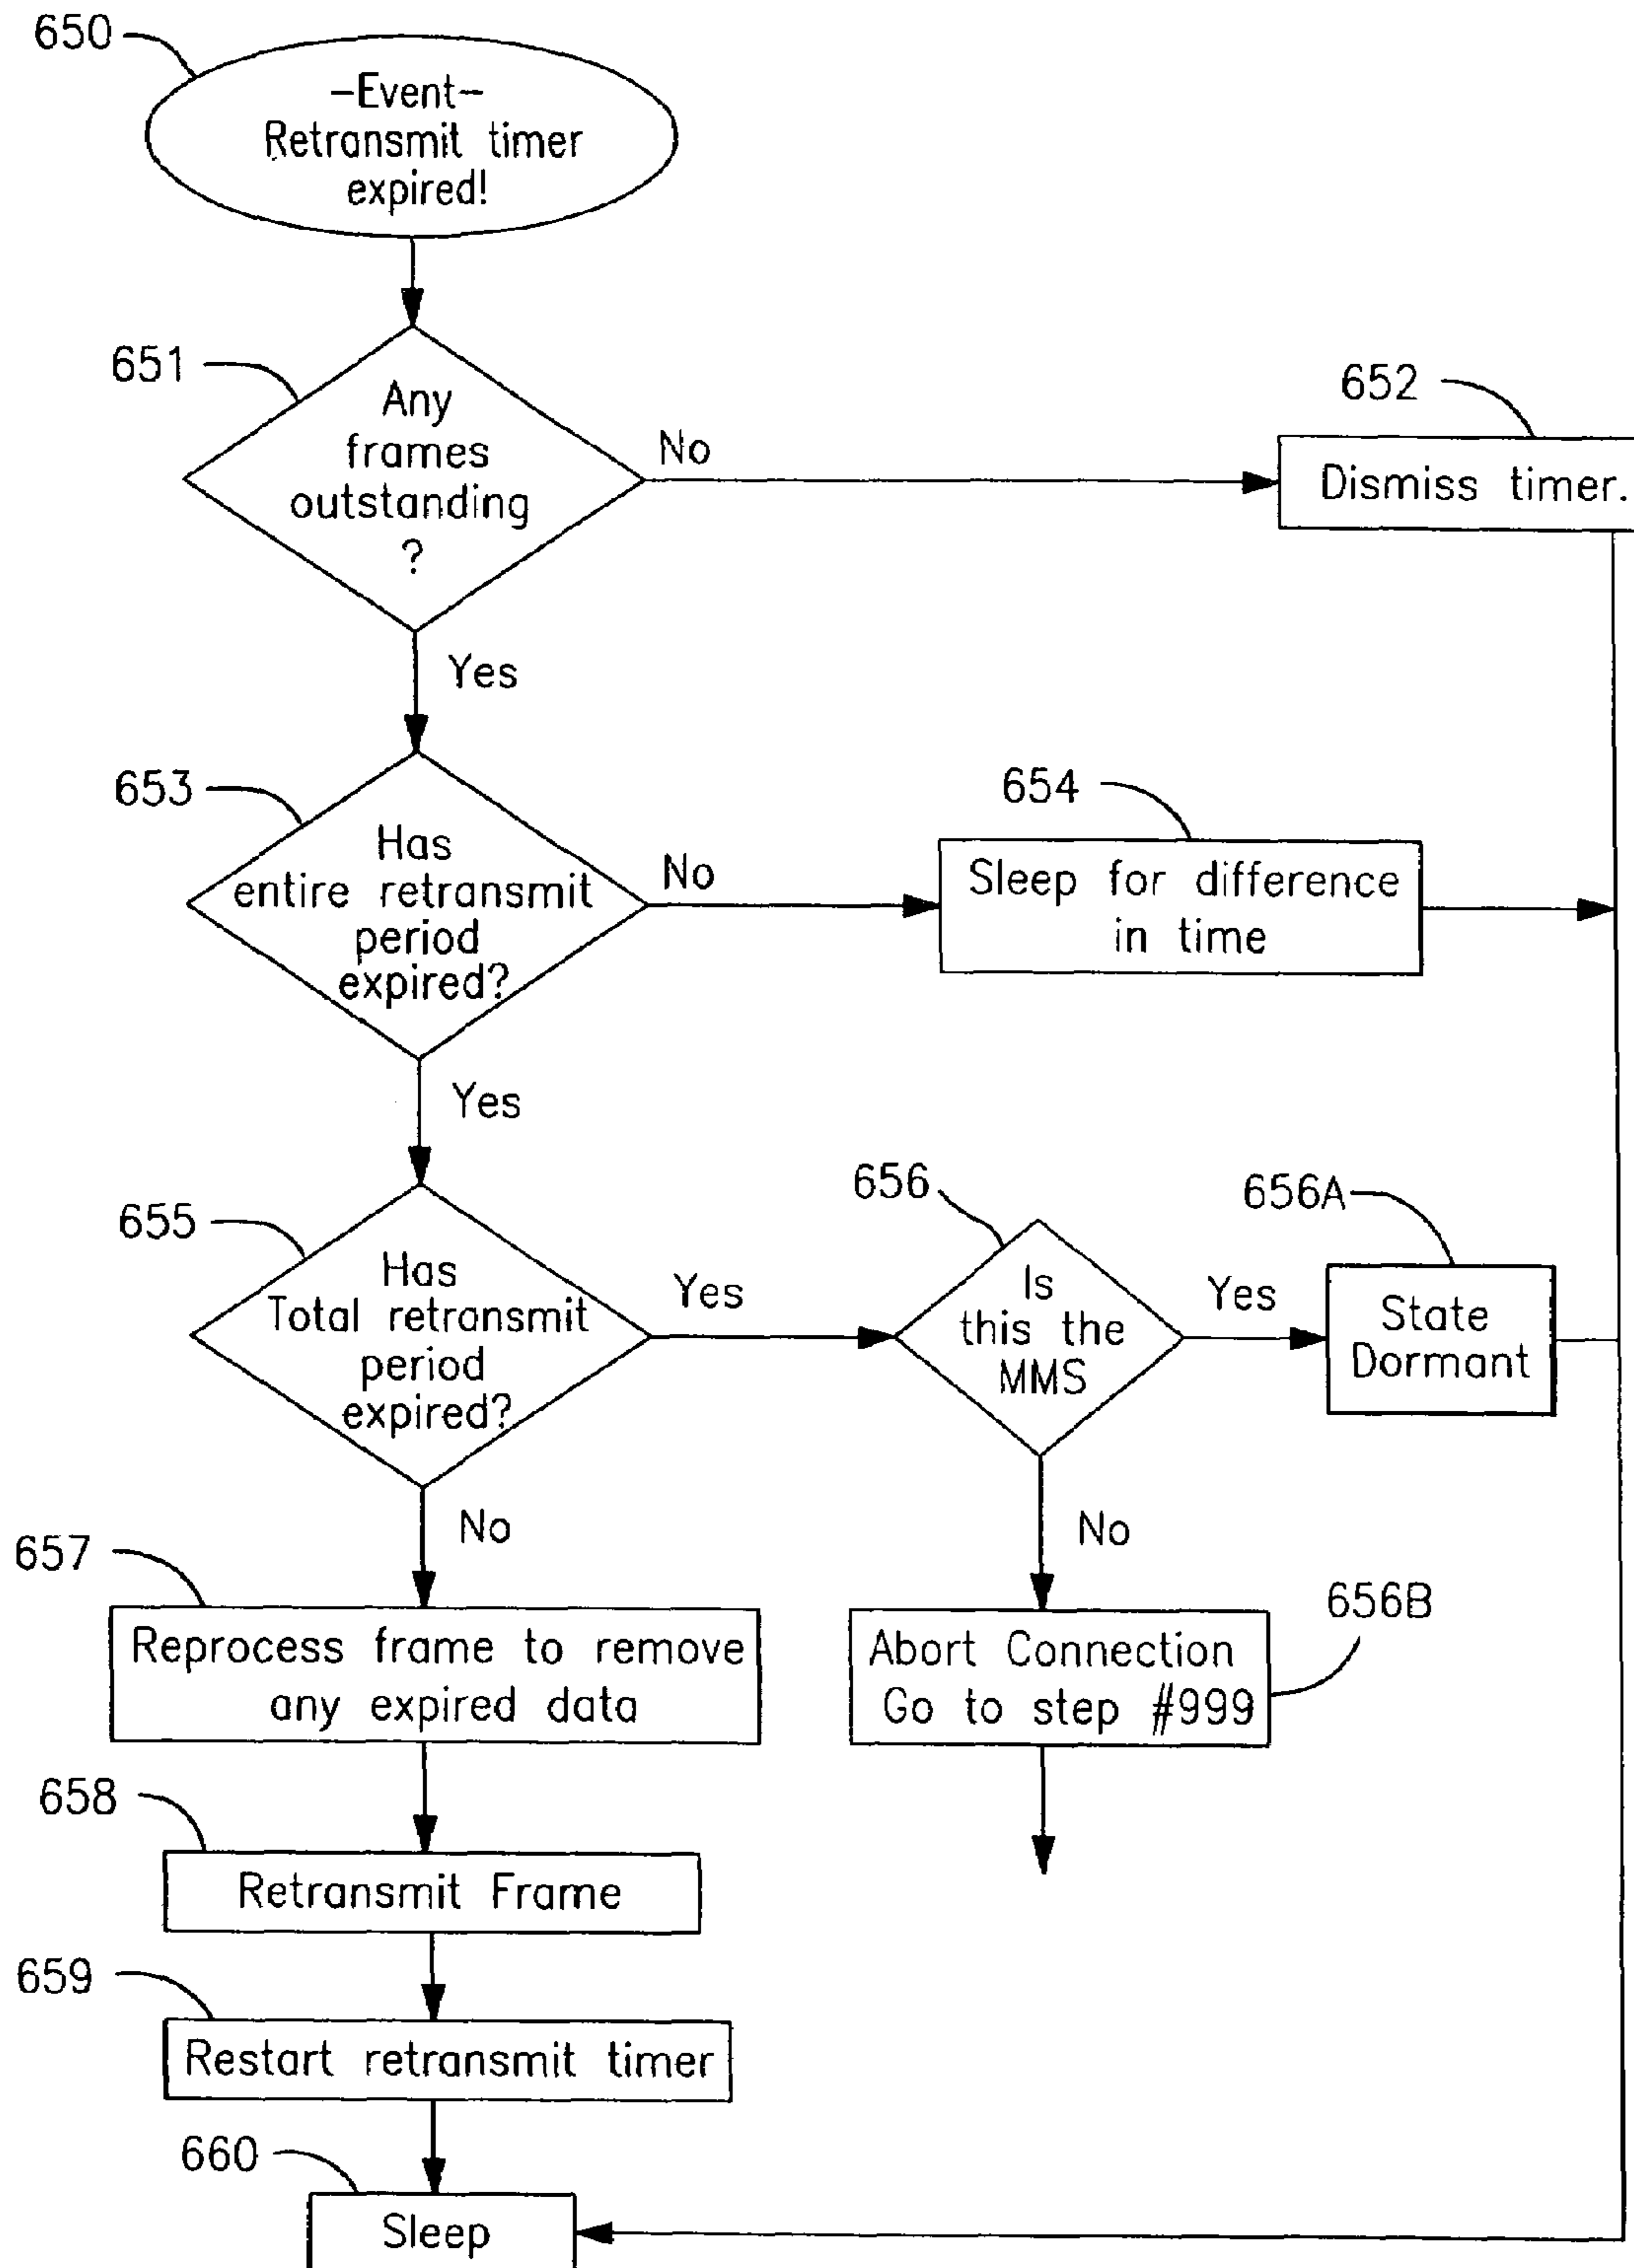 650
-Event-
Retransmit timer
expired!
651
Any
frames
outstanding
?
No
652
Dismiss timer.
Yes
653
Has
entire retransmit
period
expired?
No
654
Sleep for difference
in time
Yes
655
Has
Total retransmit
period
expired?
Yes
656
Is
this the
MMS
Yes
656A
State
Dormant
No
No
657
Reprocess frame to remove
any expired data
656B
Abort Connection
Go to step #999
658
Retransmit Frame
659
Restart retransmit timer
660
Sleep